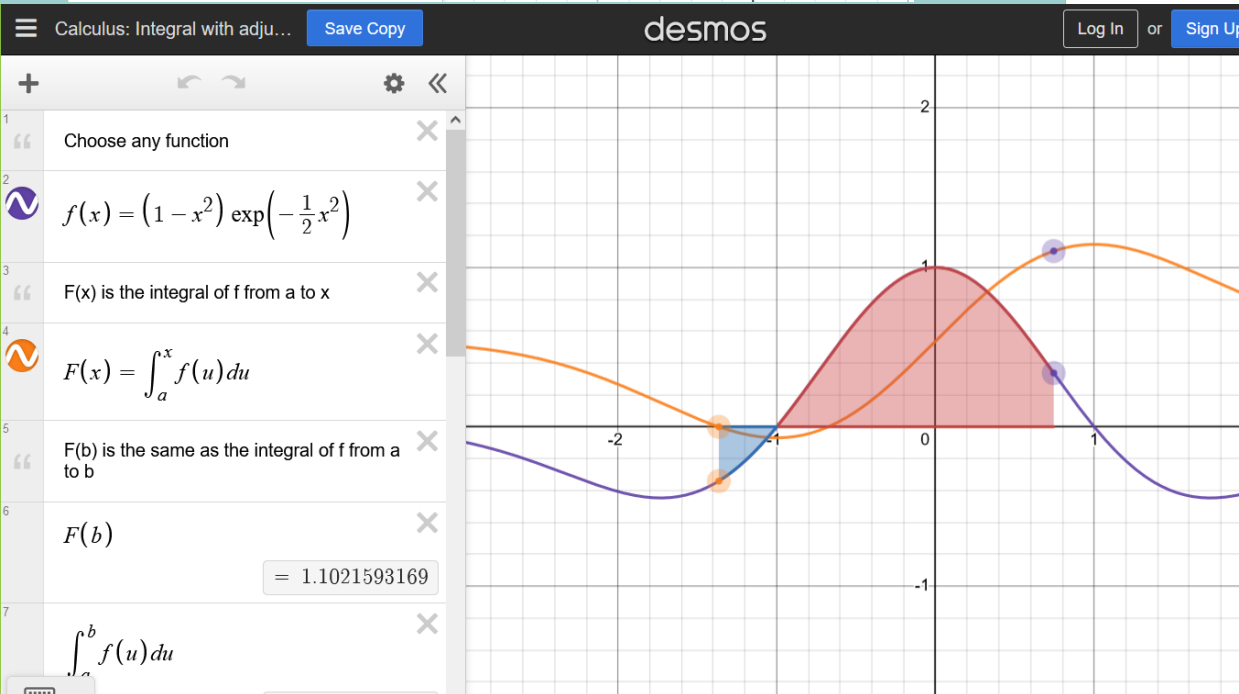 Calculus: Integral with adju...
Save Copy
desmos
Log In or Sign Up
1
Choose any function
2
f(x) = (1 − x²) exp(−½x²)
3
F(x) is the integral of f from a to x
4
F(x) = ∫ₐˣ f(u) du
5
F(b) is the same as the integral of f from a
to b
6
F(b)
= 1.1021593169
7
∫ₐᵇ f(u) du
2
1
-2
-1
0
1
-1